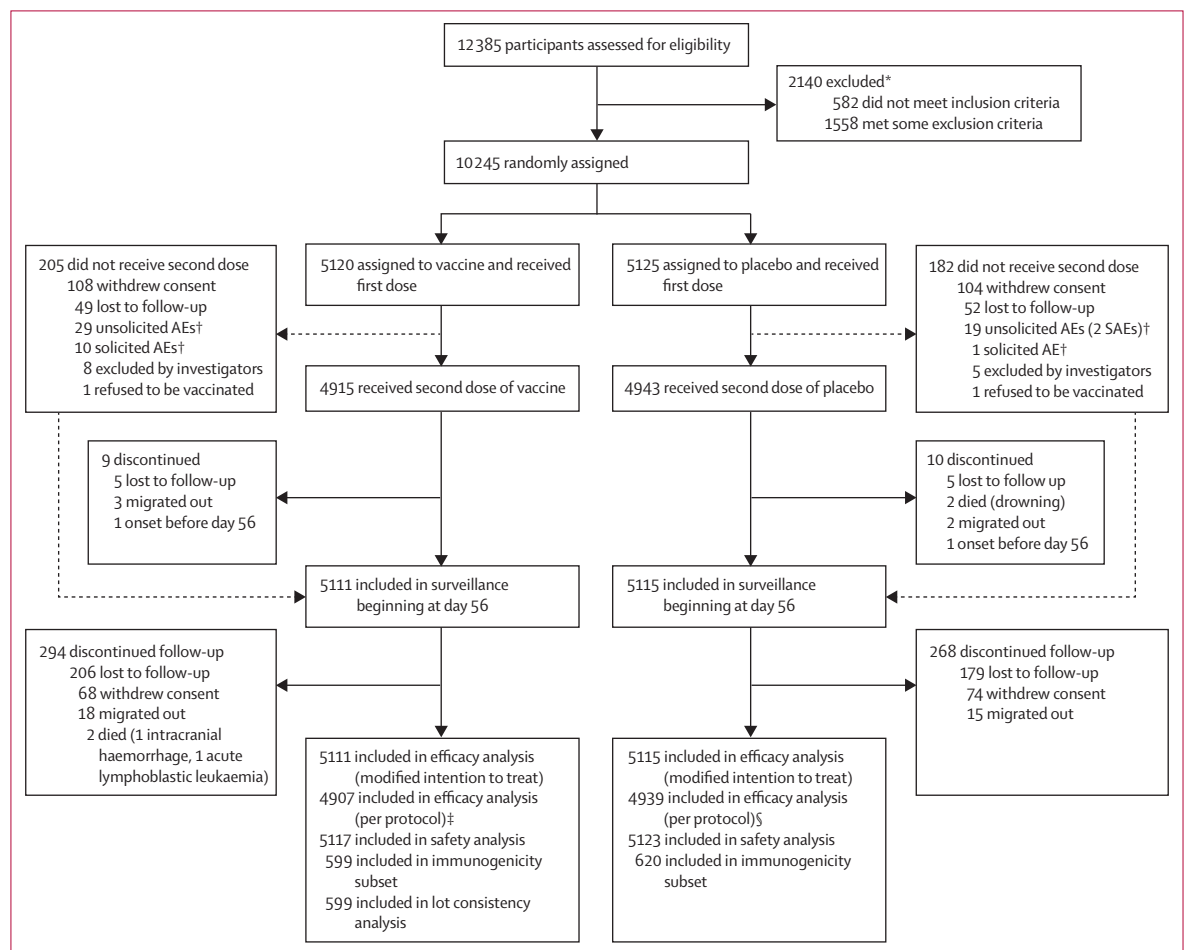 12 385 participants assessed for eligibility
2140 excluded*
582 did not meet inclusion criteria
1558 met some exclusion criteria
10 245 randomly assigned
205 did not receive second dose
108 withdrew consent
49 lost to follow-up
29 unsolicited AEs†
10 solicited AEs†
8 excluded by investigators
1 refused to be vaccinated
5120 assigned to vaccine and received
first dose
5125 assigned to placebo and received
first dose
182 did not receive second dose
104 withdrew consent
52 lost to follow-up
19 unsolicited AEs (2 SAEs)†
1 solicited AE†
5 excluded by investigators
1 refused to be vaccinated
4915 received second dose of vaccine
4943 received second dose of placebo
9 discontinued
5 lost to follow-up
3 migrated out
1 onset before day 56
10 discontinued
5 lost to follow up
2 died (drowning)
2 migrated out
1 onset before day 56
5111 included in surveillance
beginning at day 56
5115 included in surveillance
beginning at day 56
294 discontinued follow-up
206 lost to follow-up
68 withdrew consent
18 migrated out
2 died (1 intracranial
haemorrhage, 1 acute
lymphoblastic leukaemia)
268 discontinued follow-up
179 lost to follow-up
74 withdrew consent
15 migrated out
5111 included in efficacy analysis
(modified intention to treat)
4907 included in efficacy analysis
(per protocol)‡
5117 included in safety analysis
599 included in immunogenicity
subset
599 included in lot consistency
analysis
5115 included in efficacy analysis
(modified intention to treat)
4939 included in efficacy analysis
(per protocol)§
5123 included in safety analysis
620 included in immunogenicity
subset